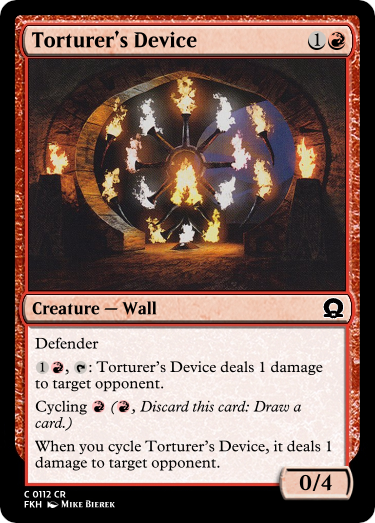 Torturer's Device 1
Creature — Wall
Defender
1, : Torturer's Device deals 1 damage
to target opponent.
Cycling (, Discard this card: Draw a
card.)
When you cycle Torturer's Device, it deals 1
damage to target opponent.
0/4
C 0112 CR
FKH Mike Bierek